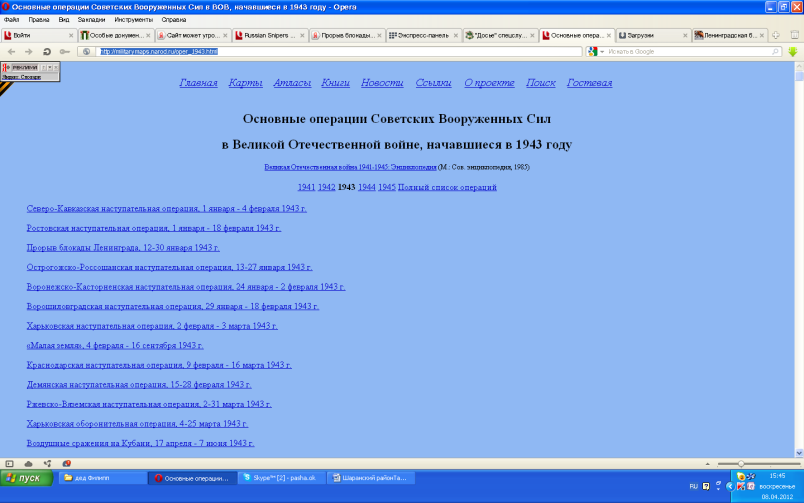 Основные операции Советских Вооруженных Сил в ВОВ, начавшиеся в 1943 году - Opera
Файл Правка Вид Закладки Инструменты Справка
Войти Особые докумен... Сайт может угро... Russian Snipers ... Прорыв блокады... Экспресс-панель "Досье" спецслу... Основные опера... Загрузки Ленинградская б...
http://militarymaps.narod.ru/oper_1943.html Искать в Google
Главная Карты Атласы Книги Новости Ссылки О проекте Поиск Гостевая
Основные операции Советских Вооруженных Сил
в Великой Отечественной войне, начавшиеся в 1943 году
Великая Отечественная война 1941-1945: Энциклопедия (М.: Сов. энциклопедия, 1985)
1941 1942 1943 1944 1945 Полный список операций
Северо-Кавказская наступательная операция, 1 января - 4 февраля 1943 г.
Ростовская наступательная операция, 1 января - 18 февраля 1943 г.
Прорыв блокады Ленинграда, 12-30 января 1943 г.
Острогожско-Россошанская наступательная операция, 13-27 января 1943 г.
Воронежско-Касторненская наступательная операция, 24 января - 2 февраля 1943 г.
Ворошиловградская наступательная операция, 29 января - 18 февраля 1943 г.
Харьковская наступательная операция, 2 февраля - 3 марта 1943 г.
«Малая земля», 4 февраля - 16 сентября 1943 г.
Краснодарская наступательная операция, 9 февраля - 16 марта 1943 г.
Демянская наступательная операция, 15-28 февраля 1943 г.
Ржевско-Вяземская наступательная операция, 2-31 марта 1943 г.
Харьковская оборонительная операция, 4-25 марта 1943 г.
Воздушные сражения на Кубани, 17 апреля - 7 июня 1943 г.
пуск дед Филипп Основные операции... Skype™ [2] - pasha.ok Шаранский районТа... RU 15:45
воскресенье
08.04.2012